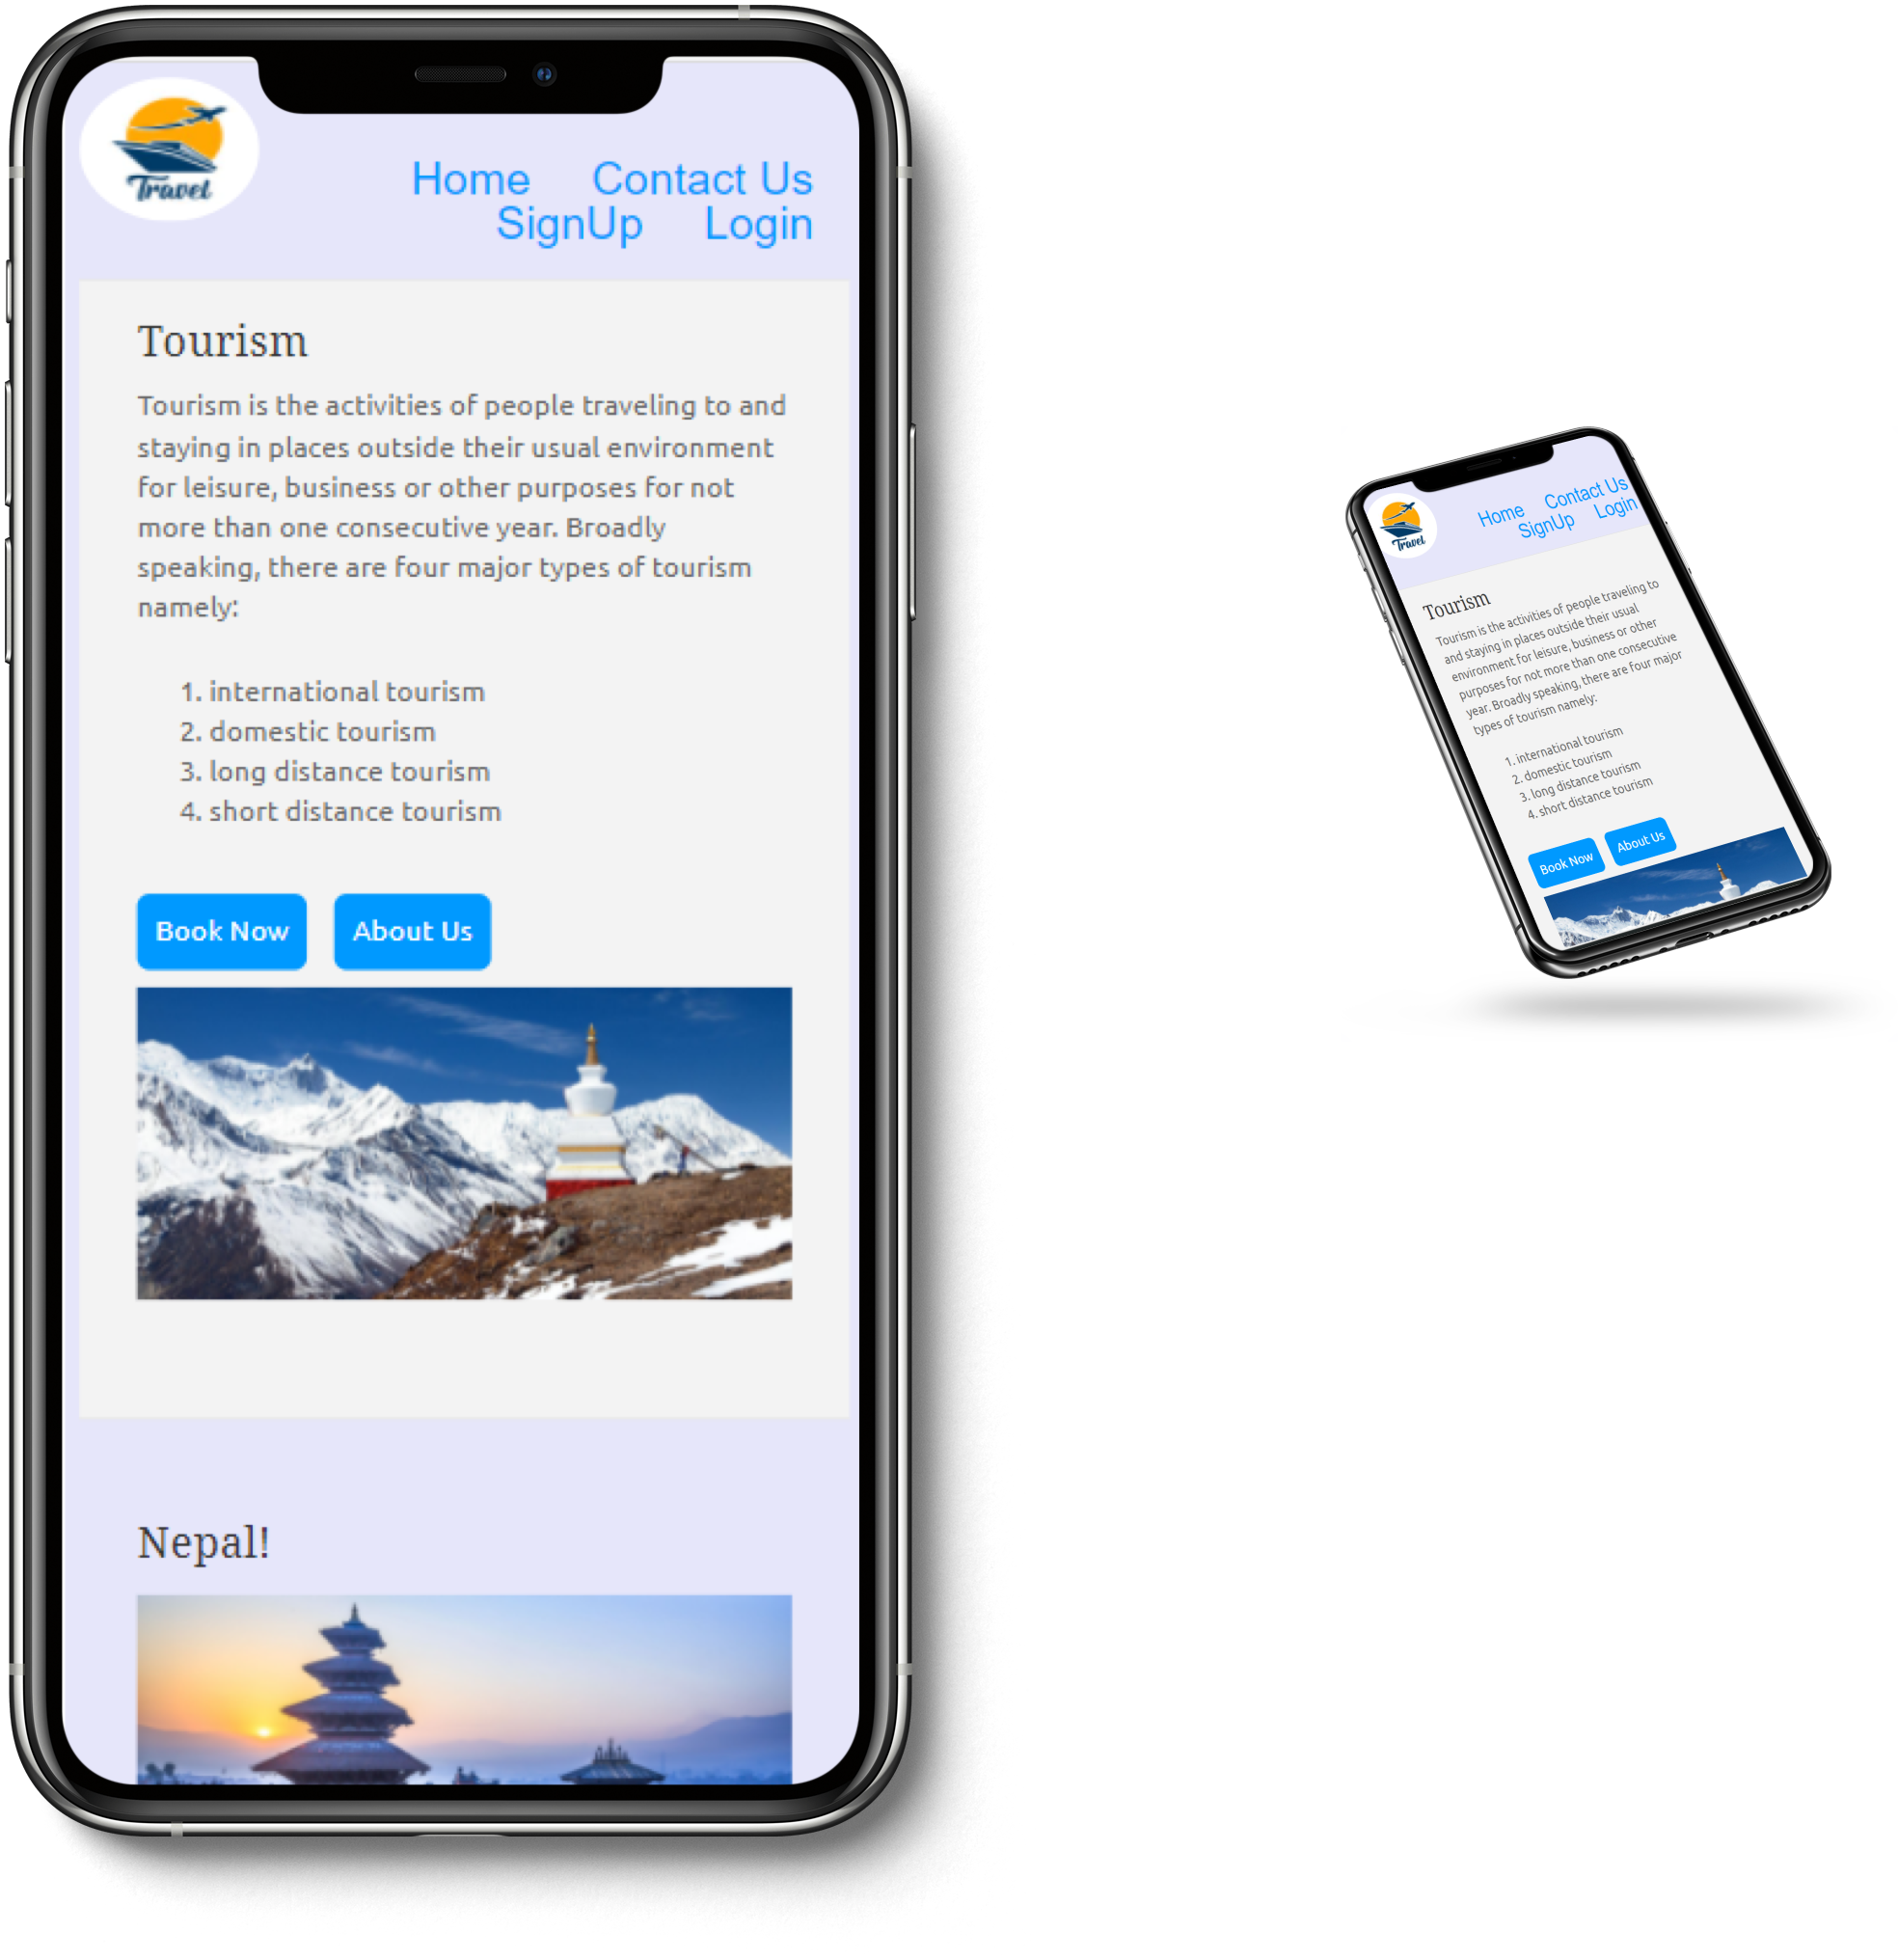 Travel
Home Contact Us
SignUp Login
Tourism
Tourism is the activities of people traveling to and
staying in places outside their usual environment
for leisure, business or other purposes for not
more than one consecutive year. Broadly
speaking, there are four major types of tourism
namely:
1. international tourism
2. domestic tourism
3. long distance tourism
4. short distance tourism
Book Now About Us
Nepal!
Travel
Home Contact Us
SignUp Login
Tourism
Tourism is the activities of people traveling to
and staying in places outside their usual
environment for leisure, business or other
purposes for not more than one consecutive
year. Broadly speaking, there are four major
types of tourism namely:
1. international tourism
2. domestic tourism
3. long distance tourism
4. short distance tourism
Book Now About Us